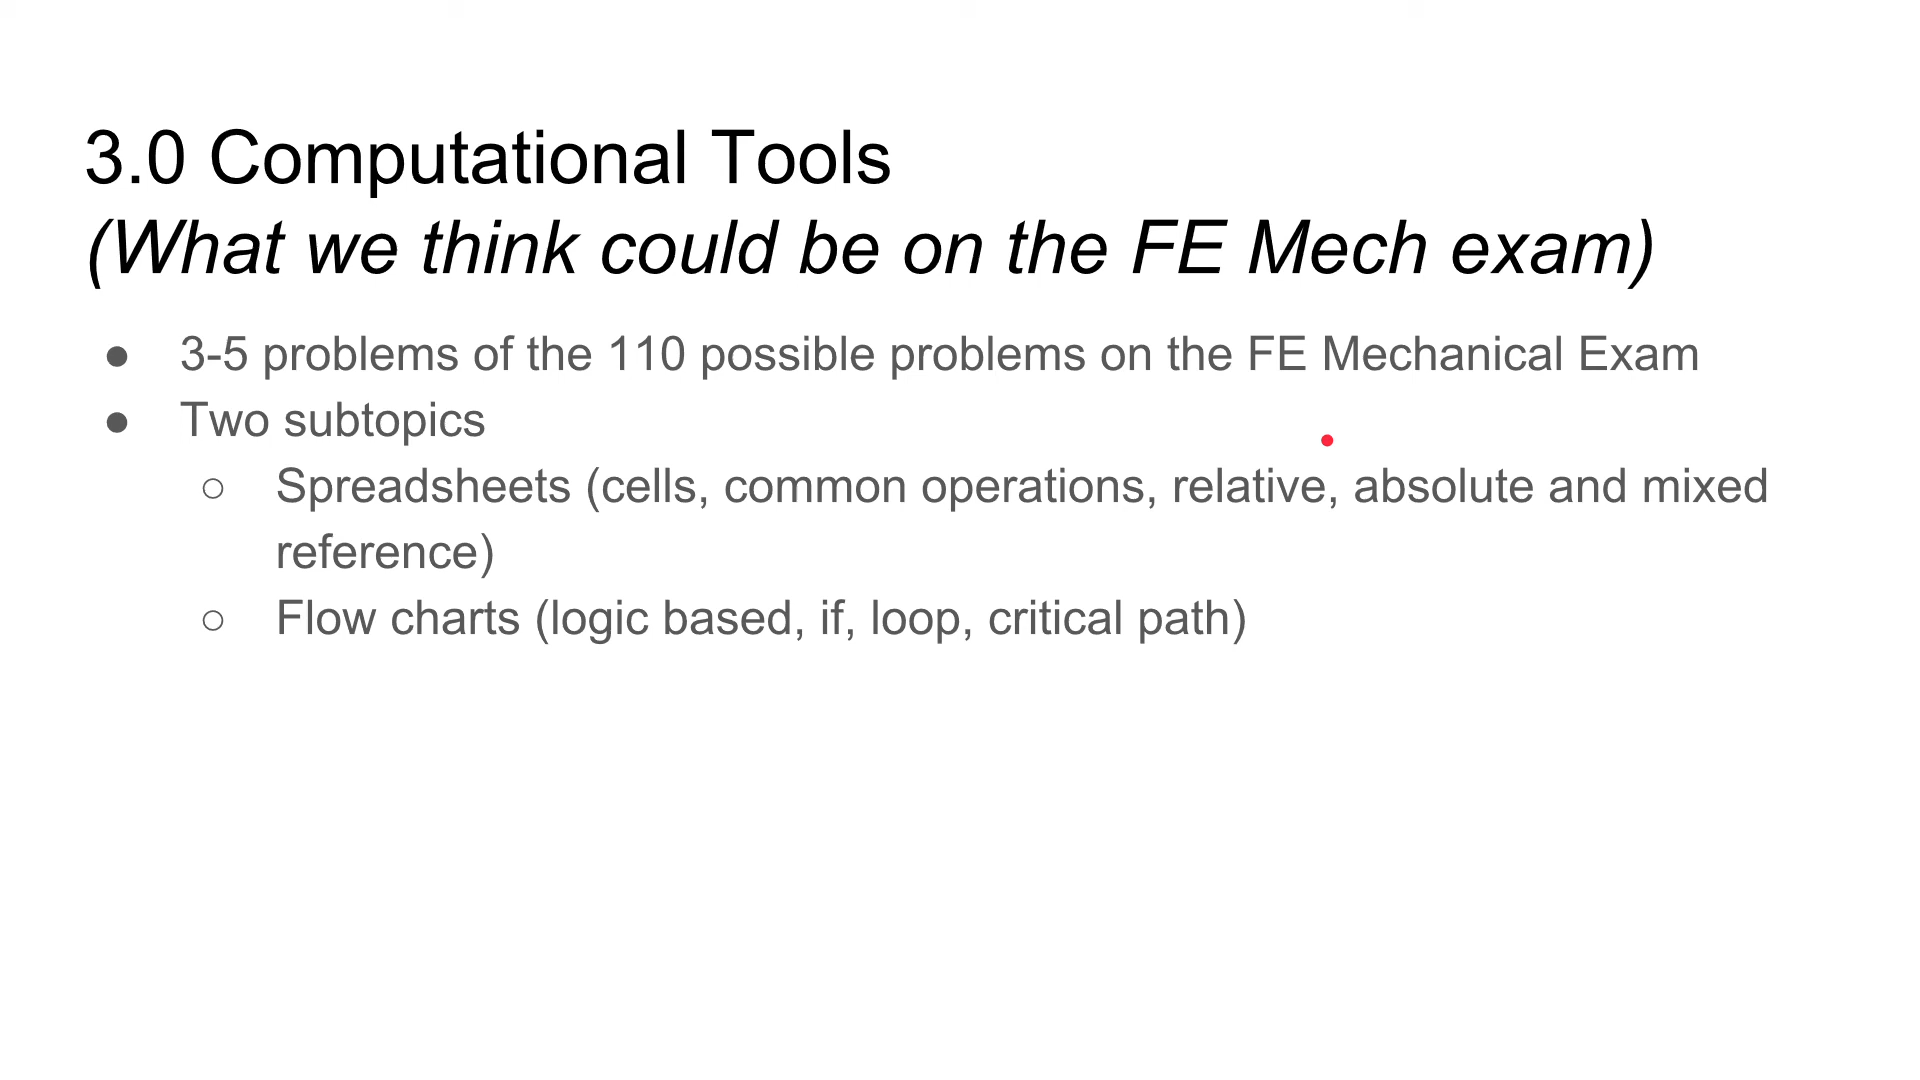 3.0 Computational Tools
(What we think could be on the FE Mech exam)
● 3-5 problems of the 110 possible problems on the FE Mechanical Exam
● Two subtopics
○ Spreadsheets (cells, common operations, relative, absolute and mixed
reference)
○ Flow charts (logic based, if, loop, critical path)